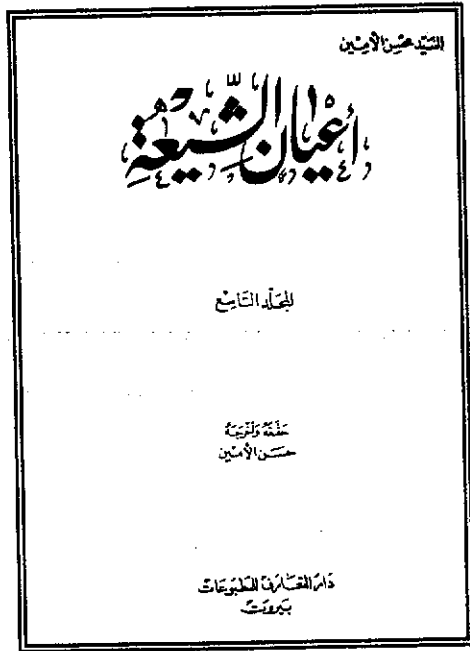 السيد محسن الأمين
أعيان الشيعة
المجلد التاسع
حققه وأخرجه
حسن الأمين
دار التعارف للمطبوعات
بيروت